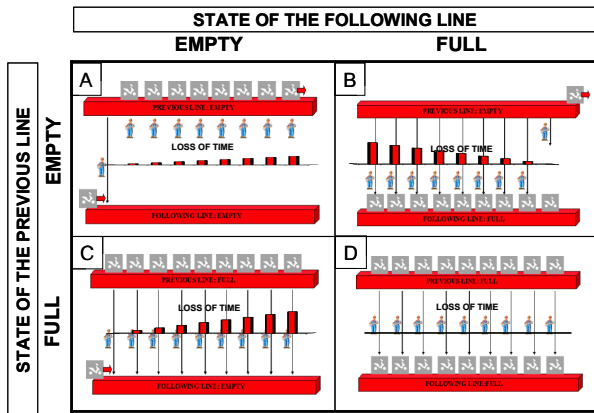 STATE OF THE FOLLOWING LINE
EMPTY
FULL
STATE OF THE PREVIOUS LINE
EMPTY
FULL
A
PREVIOUS LINE: EMPTY
LOSS OF TIME
FOLLOWING LINE: EMPTY
B
PREVIOUS LINE: EMPTY
LOSS OF TIME
FOLLOWING LINE: FULL
C
PREVIOUS LINE: FULL
LOSS OF TIME
FOLLOWING LINE: EMPTY
D
PREVIOUS LINE: FULL
LOSS OF TIME
FOLLOWING LINE:FULL